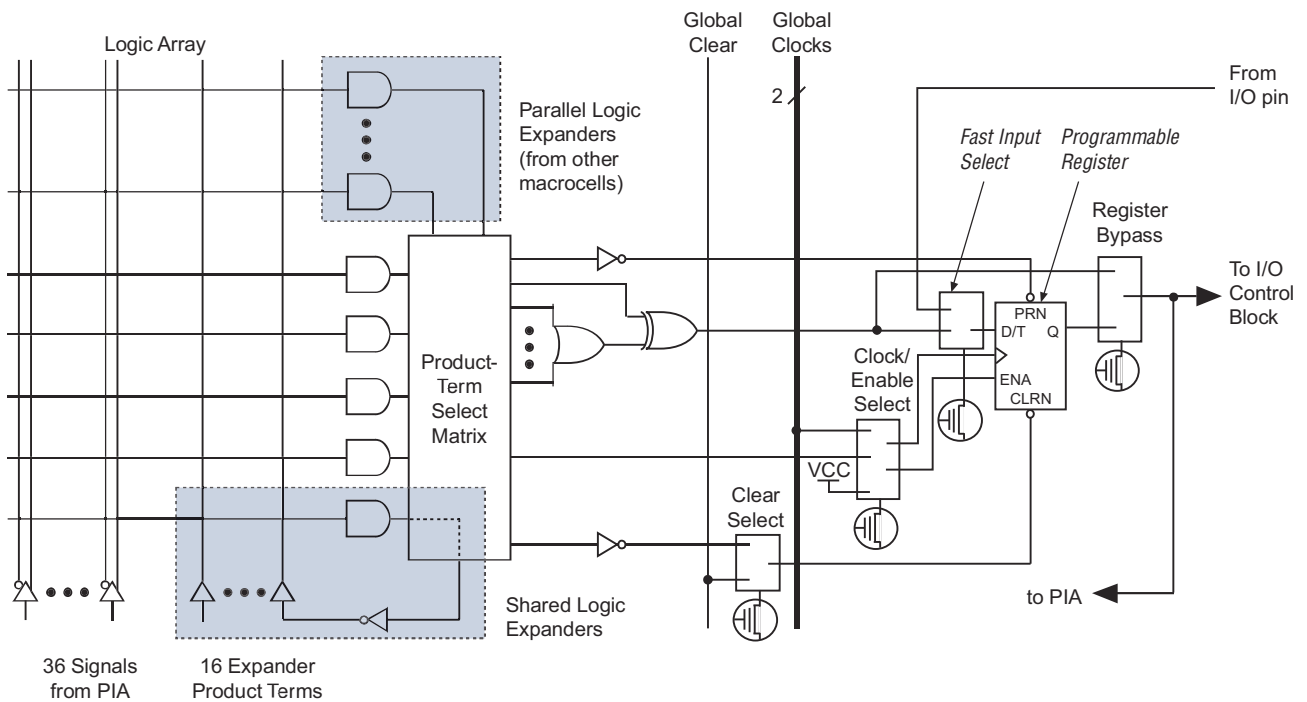 Logic Array
Parallel Logic
Expanders
(from other
macrocells)
Global
Clear
Global
Clocks
2
From
I/O pin
Fast Input
Select
Programmable
Register
Register
Bypass
To I/O
Control
Block
PRN
D/T Q
ENA
CLRN
Clock/
Enable
Select
Product-
Term
Select
Matrix
VCC
Clear
Select
to PIA
Shared Logic
Expanders
36 Signals
from PIA
16 Expander
Product Terms